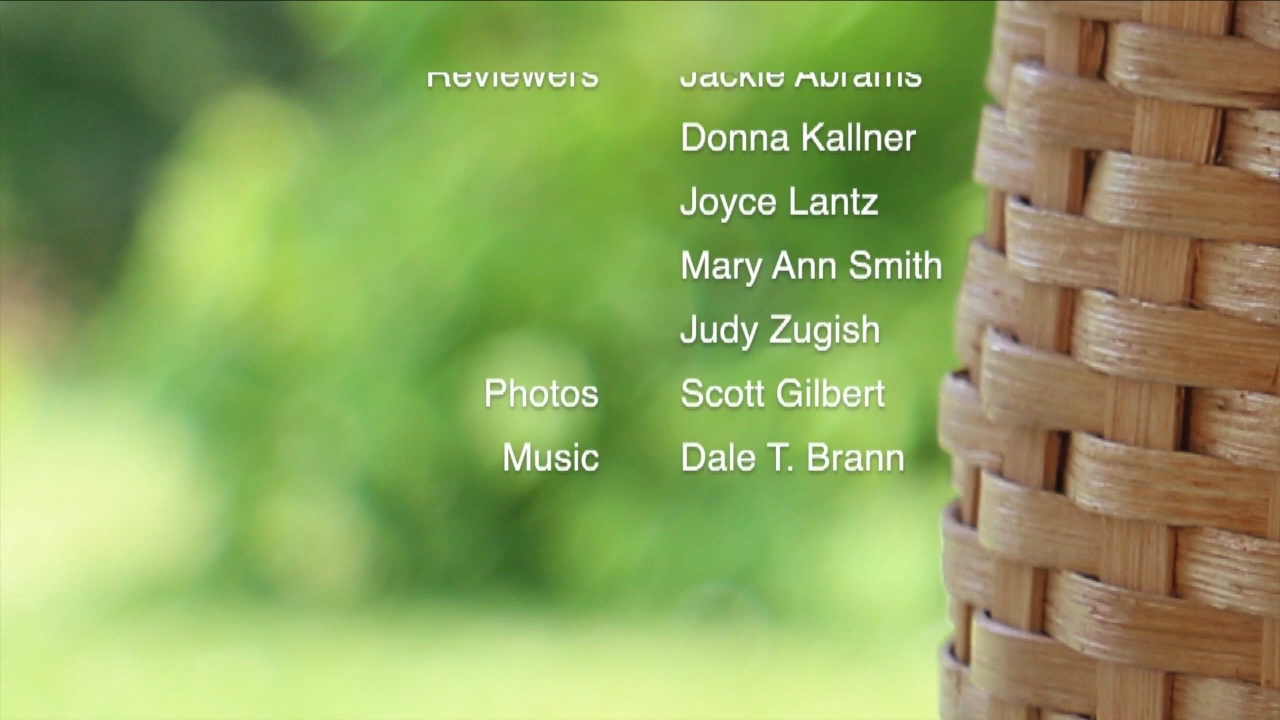 Reviewers Jackie Abrams
Donna Kallner
Joyce Lantz
Mary Ann Smith
Judy Zugish
Photos Scott Gilbert
Music Dale T. Brann